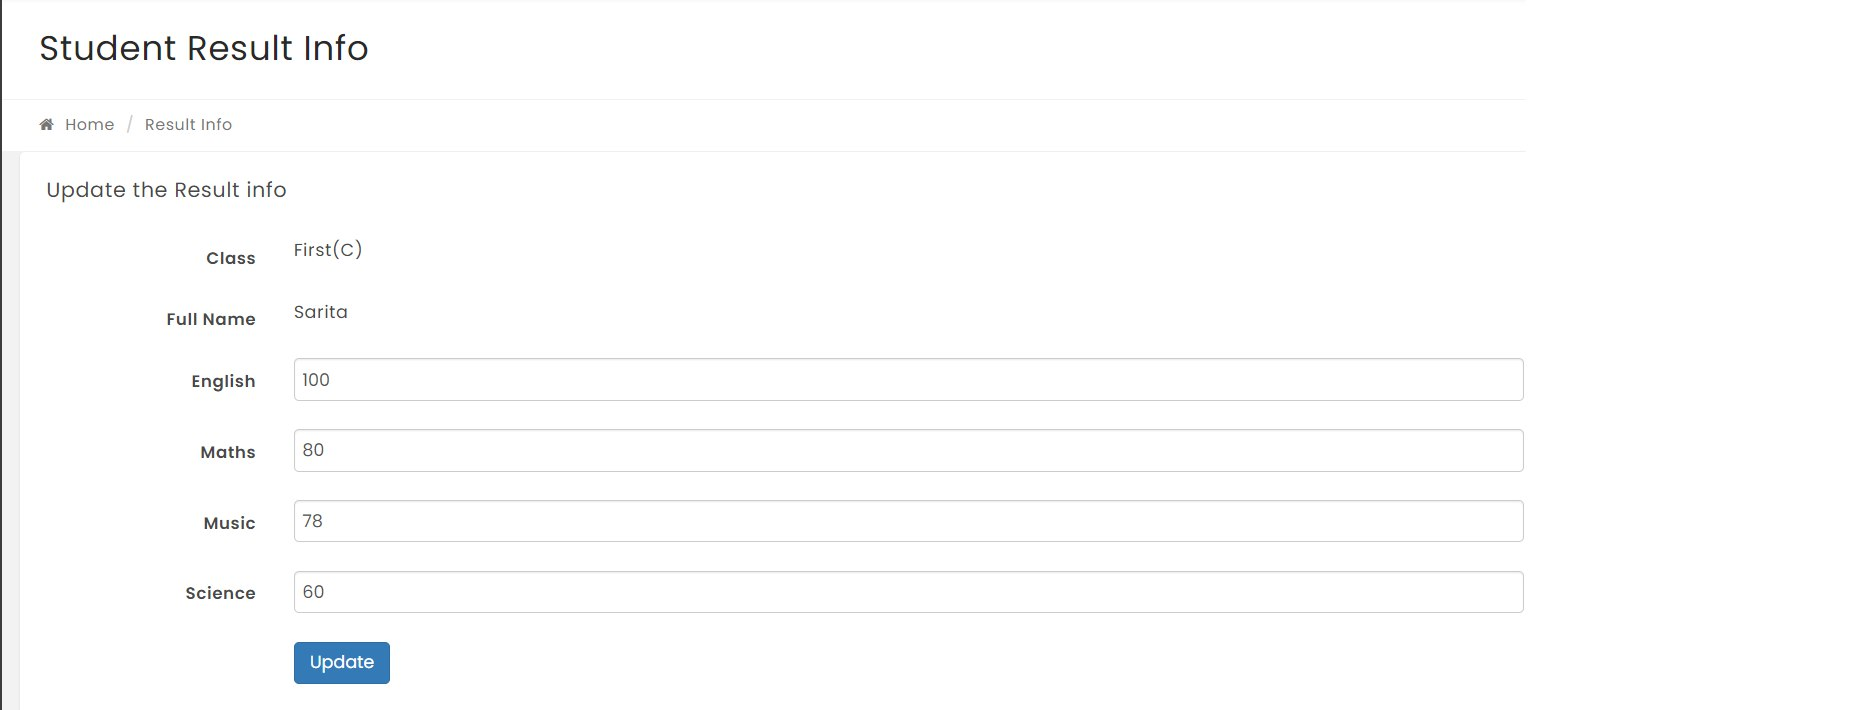 Student Result Info
Home / Result Info
Update the Result info
Class First(C)
Full Name Sarita
English 100
Maths 80
Music 78
Science 60
Update